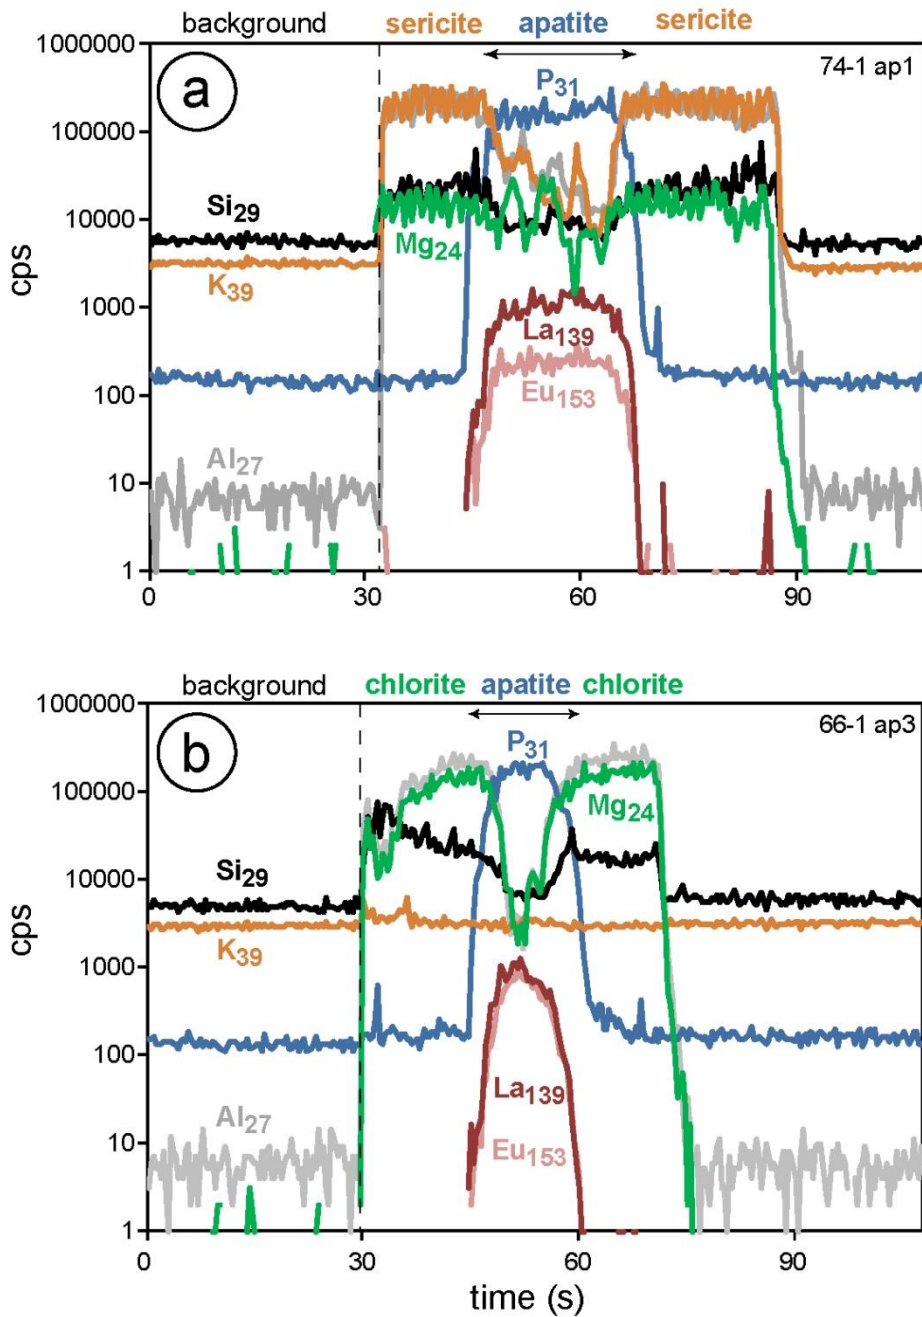 background sericite apatite sericite
1000000
74-1 ap1
a
P31
100000
Si29
10000
Mg24
K39
cps
1000
La139
Eu153
100
Al27
10
1
0 30 60 90
background chlorite apatite chlorite
1000000
66-1 ap3
b
P31
100000
Mg24
Si29
10000
K39
cps
1000
100
La139
Al27
Eu153
10
1
0 30 60 90
time (s)